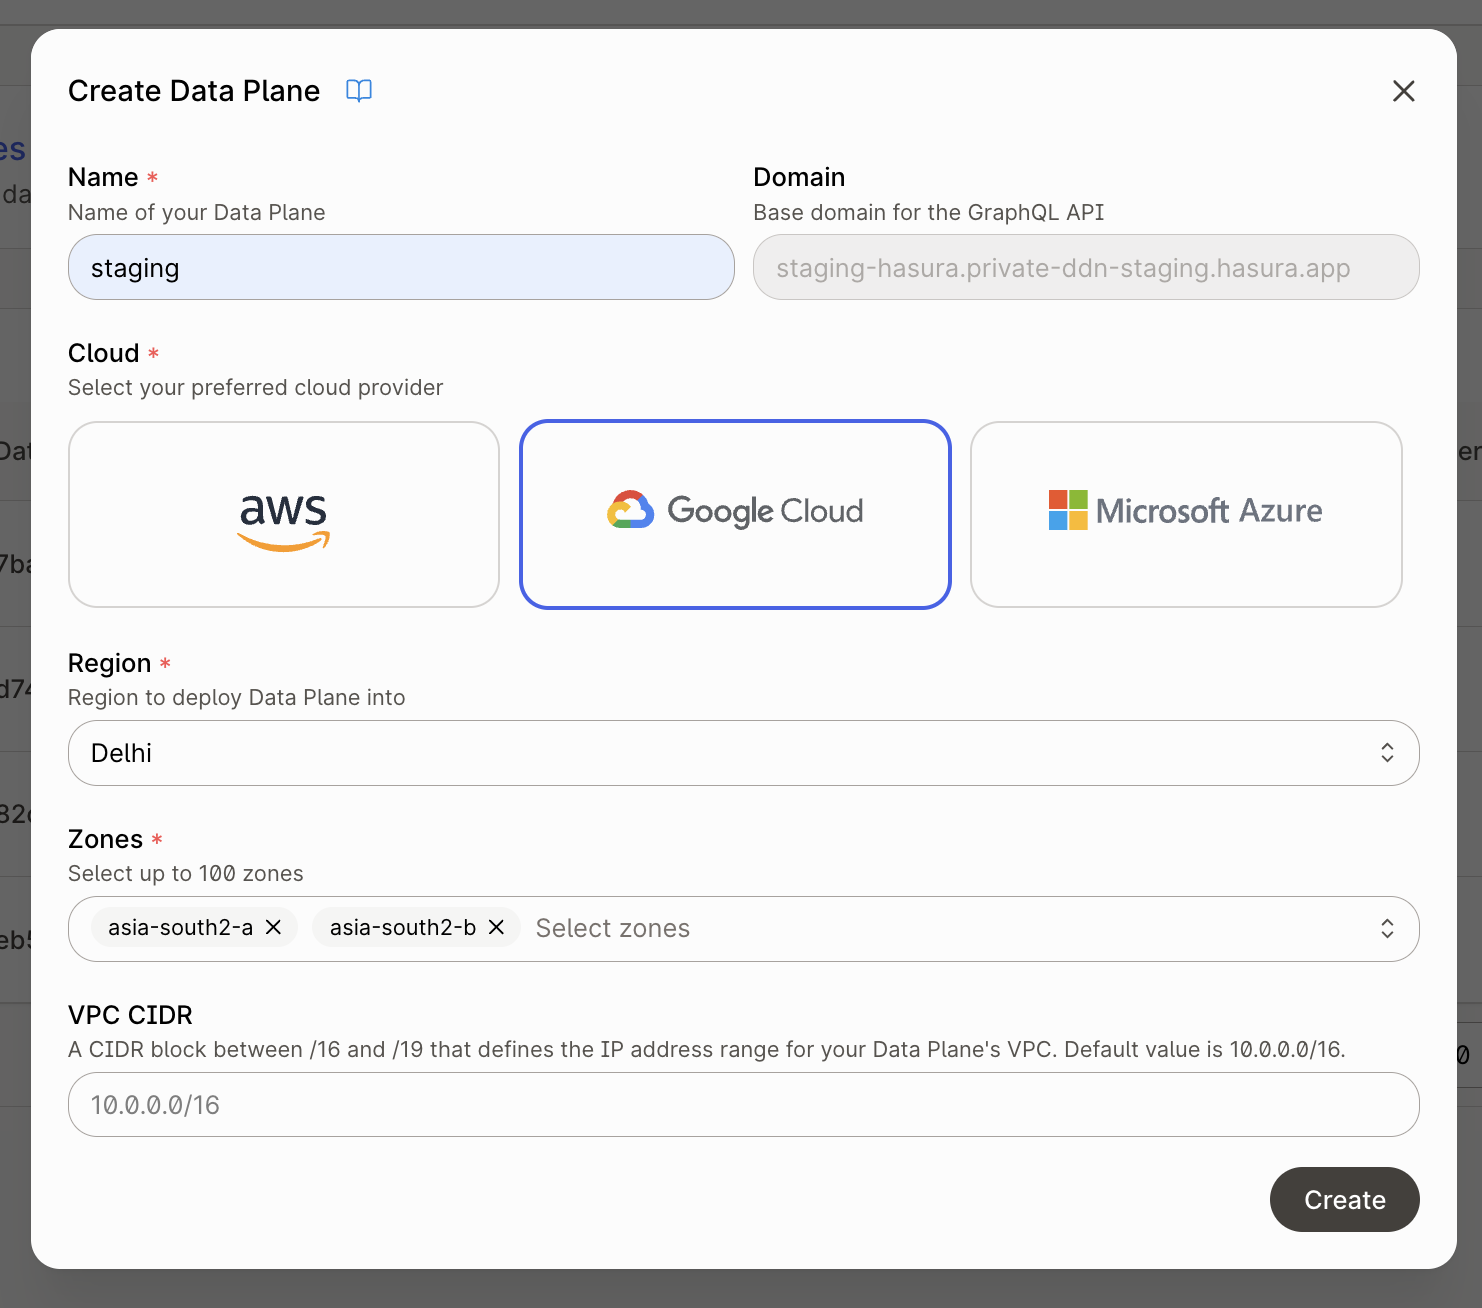 Create Data Plane
Name *
Name of your Data Plane
staging
Domain
Base domain for the GraphQL API
staging-hasura.private-ddn-staging.hasura.app
Cloud *
Select your preferred cloud provider
aws
Google Cloud
Microsoft Azure
Region *
Region to deploy Data Plane into
Delhi
Zones *
Select up to 100 zones
asia-south2-a asia-south2-b Select zones
VPC CIDR
A CIDR block between /16 and /19 that defines the IP address range for your Data Plane's VPC. Default value is 10.0.0.0/16.
10.0.0.0/16
Create